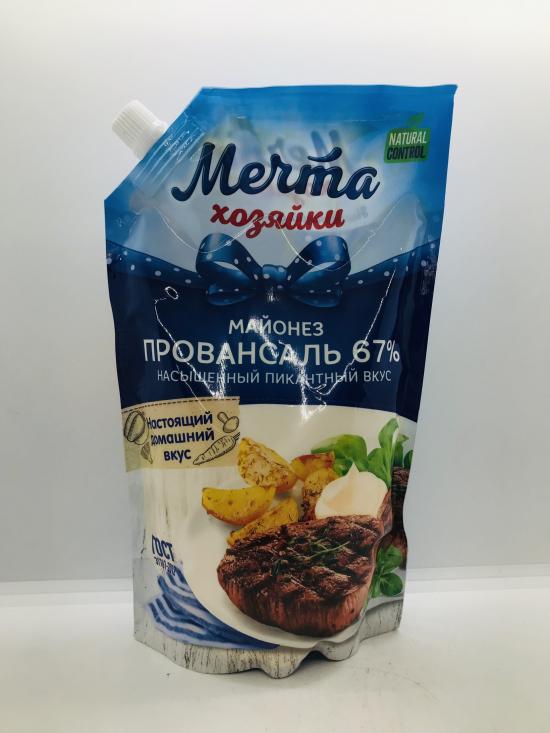 NATURAL
CONTROL
Мечта
хозяйки
МАЙОНЕЗ
ПРОВАНСАЛЬ 67%
НАСЫЩЕННЫЙ ПИКАНТНЫЙ ВКУС
Настоящий
домашний
вкус
ГОСТ